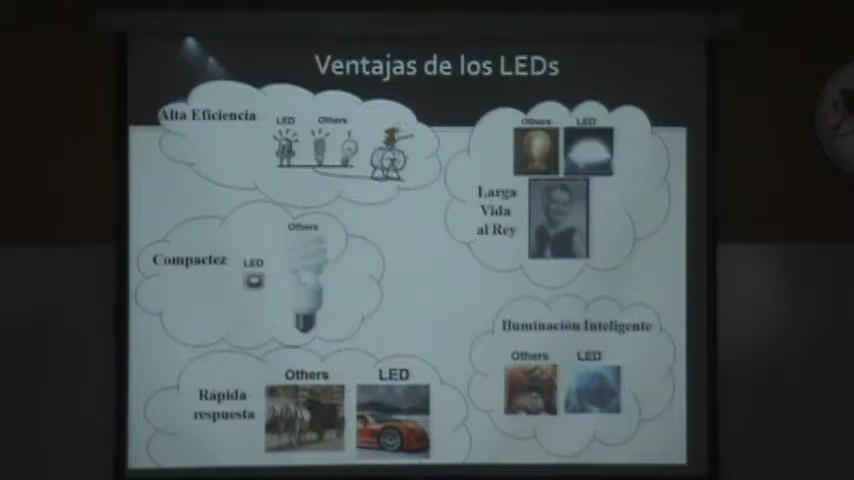 Ventajas de los LEDs
Alta Eficiencia
LED Others
Others LED
Larga
Vida
al Rey
Compactez
LED
Others
Iluminación Inteligente
Others LED
Rápida
respuesta
Others LED